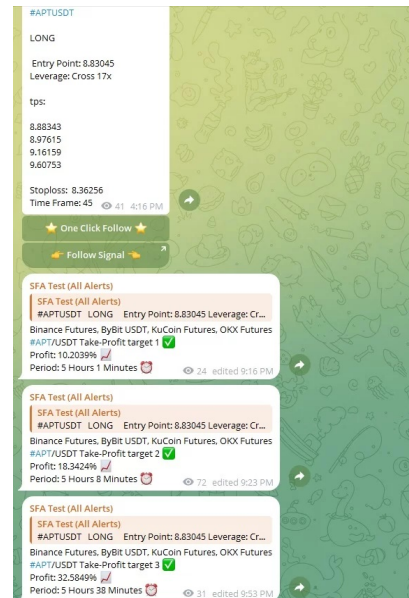 #APTUSDT
LONG
Entry Point: 8.83045
Leverage: Cross 17x
tps:
8.88343
8.97615
9.16159
9.60753
Stoploss: 8.36256
Time Frame: 45 41 4:16 PM
⭐ One Click Follow ⭐
👉 Follow Signal 👈
SFA Test (All Alerts)
SFA Test (All Alerts)
#APTUSDT LONG Entry Point: 8.83045 Leverage: Cr...
Binance Futures, ByBit USDT, KuCoin Futures, OKX Futures
#APT/USDT Take-Profit target 1 ✅
Profit: 10.2039% 📈
Period: 5 Hours 1 Minutes ⏰ 24 edited 9:16 PM
SFA Test (All Alerts)
SFA Test (All Alerts)
#APTUSDT LONG Entry Point: 8.83045 Leverage: Cr...
Binance Futures, ByBit USDT, KuCoin Futures, OKX Futures
#APT/USDT Take-Profit target 2 ✅
Profit: 18.3424% 📈
Period: 5 Hours 8 Minutes ⏰ 72 edited 9:23 PM
SFA Test (All Alerts)
SFA Test (All Alerts)
#APTUSDT LONG Entry Point: 8.83045 Leverage: Cr...
Binance Futures, ByBit USDT, KuCoin Futures, OKX Futures
#APT/USDT Take-Profit target 3 ✅
Profit: 32.5849% 📈
Period: 5 Hours 38 Minutes ⏰ 31 edited 9:53 PM